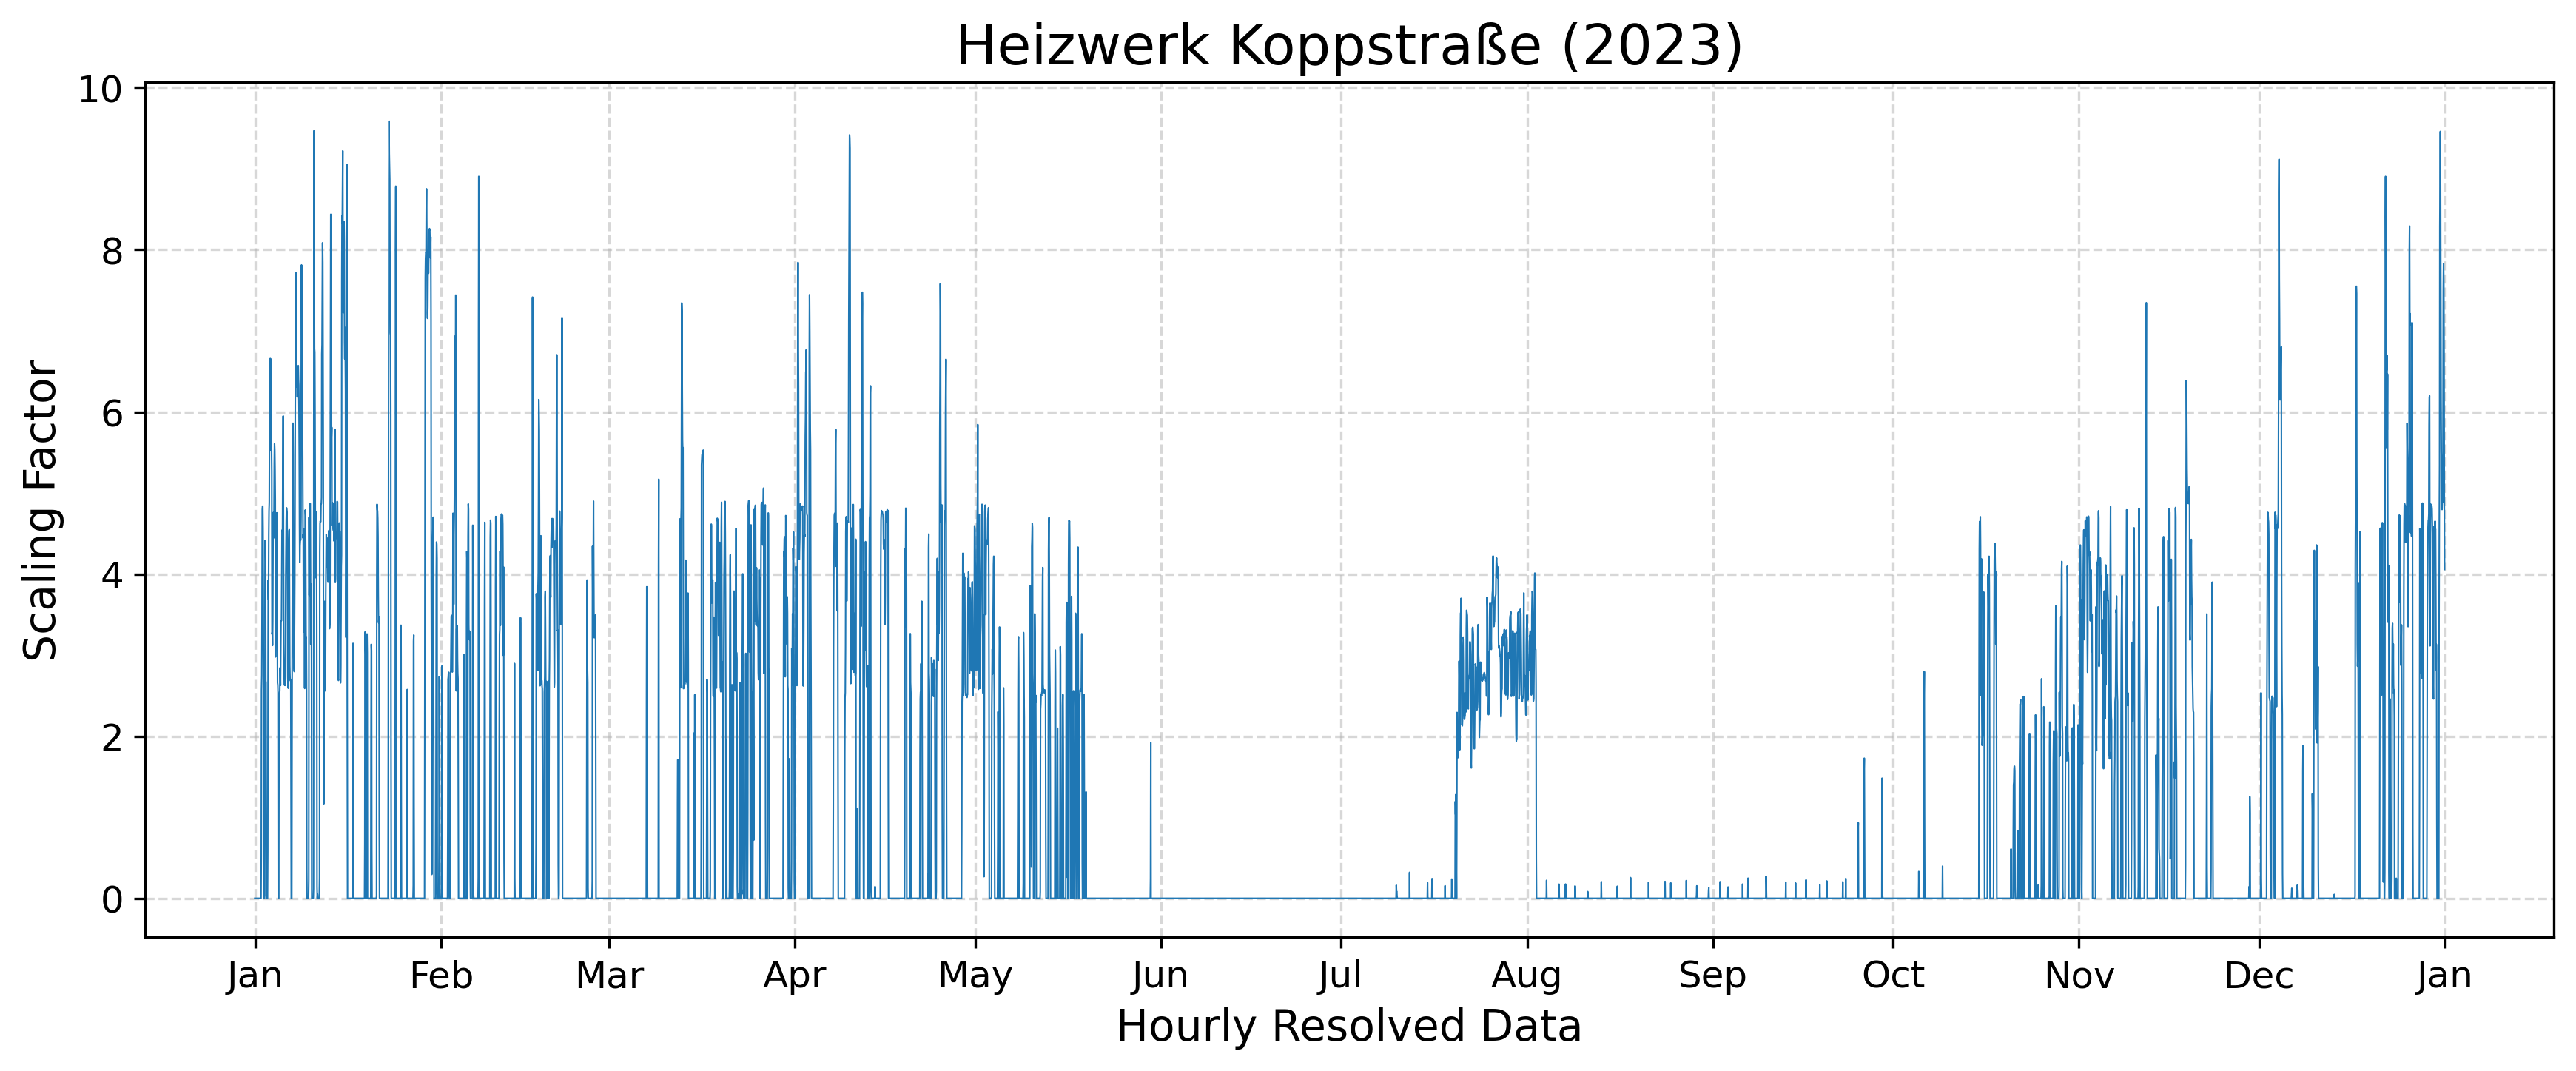 Heizwerk Koppstraße (2023)
10
8
6
4
2
0
Scaling Factor
Jan Feb Mar Apr May Jun Jul Aug Sep Oct Nov Dec Jan
Hourly Resolved Data